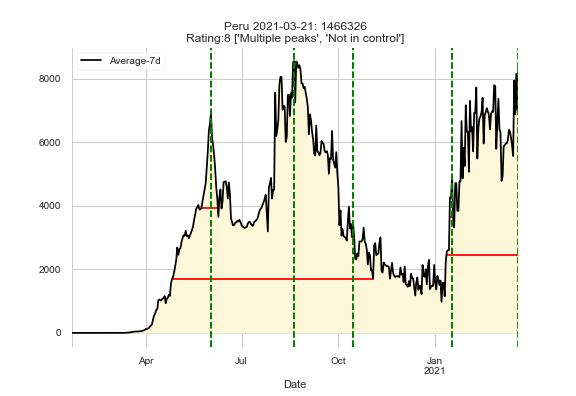 Peru 2021-03-21: 1466326
Rating:8 ['Multiple peaks', 'Not in control']
Average-7d
8000
6000
4000
2000
0
Apr Jul Oct Jan
2021
Date